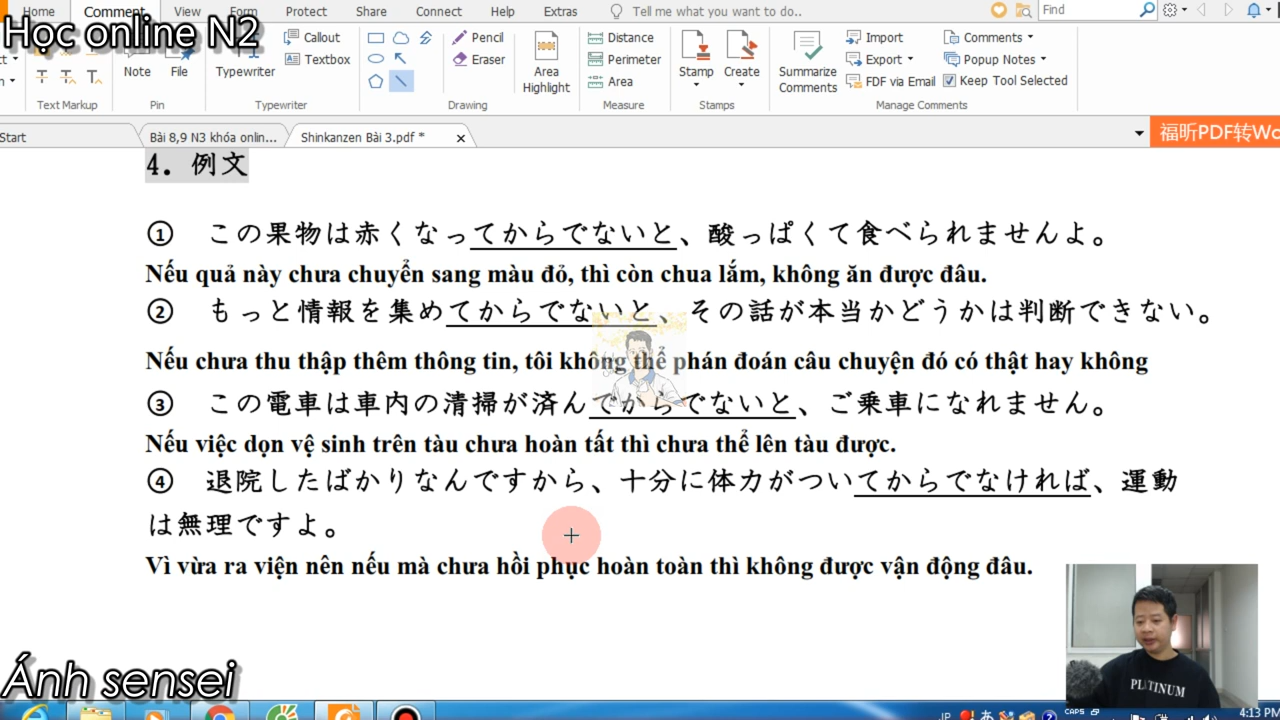 Home Comment View Form Protect Share Connect Help Extras Tell me what you want to do.. Find
Học online N2
Note File Typewriter Callout Textbox Pencil Eraser Area Highlight Distance Perimeter Area Stamp Create Summarize Comments Import Export FDF via Email Comments Popup Notes Keep Tool Selected
Text Markup Pin Typewriter Drawing Measure Stamps Manage Comments
Start Bài 8,9 N3 khóa onlin... Shinkanzen Bài 3.pdf * 福昕PDF转Wo
4. 例文
① この果物は赤くなってからでないと、酸っぱくて食べられませんよ。
Nếu quả này chưa chuyển sang màu đỏ, thì còn chua lắm, không ăn được đâu.
② もっと情報を集めてからでないと、その話が本当かどうかは判断できない。
Nếu chưa thu thập thêm thông tin, tôi không thể phán đoán câu chuyện đó có thật hay không
③ この電車は車内の清掃が済んでからでないと、ご乗車になれません。
Nếu việc dọn vệ sinh trên tàu chưa hoàn tất thì chưa thể lên tàu được.
④ 退院したばかりなんですから、十分に体力がついてからでなければ、運動
は無理ですよ。
Vì vừa ra viện nên nếu mà chưa hồi phục hoàn toàn thì không được vận động đâu.
PLATINUM
Ánh sensei
JP あ CAPS 4:13 PM